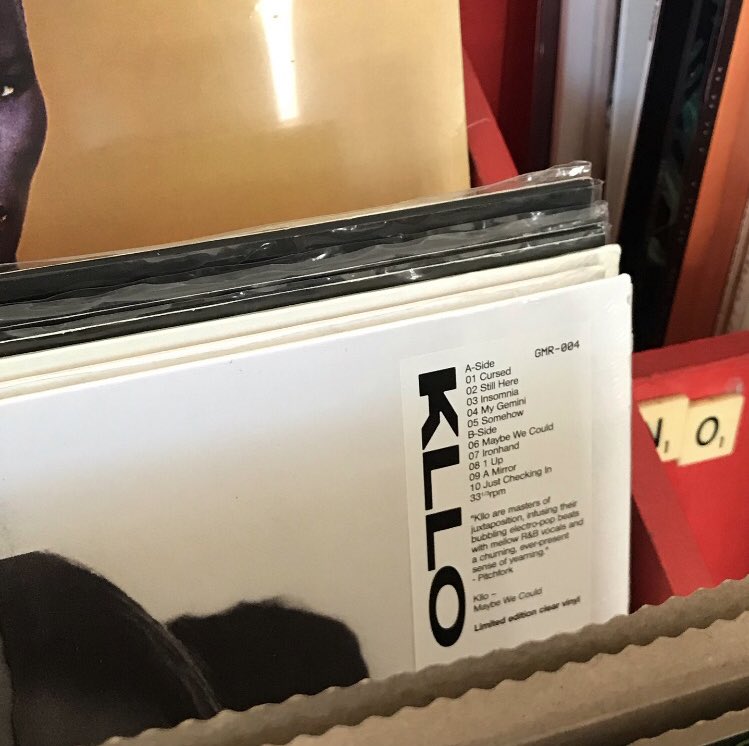 KLLO
GMR-004
A-Side
01 Cursed
02 Still Here
03 Insomnia
04 My Gemini
05 Somehow
B-Side
06 Maybe We Could
07 Ironhand
08 1 Up
09 A Mirror
10 Just Checking In
33 1/3rpm
"Kllo are masters of
juxtaposition, infusing their
bubbling electro-pop beats
with mellow R&B vocals and
a churning, ever-present
sense of yearning."
- Pitchfork
Kllo –
Maybe We Could
Limited edition clear vinyl
O1